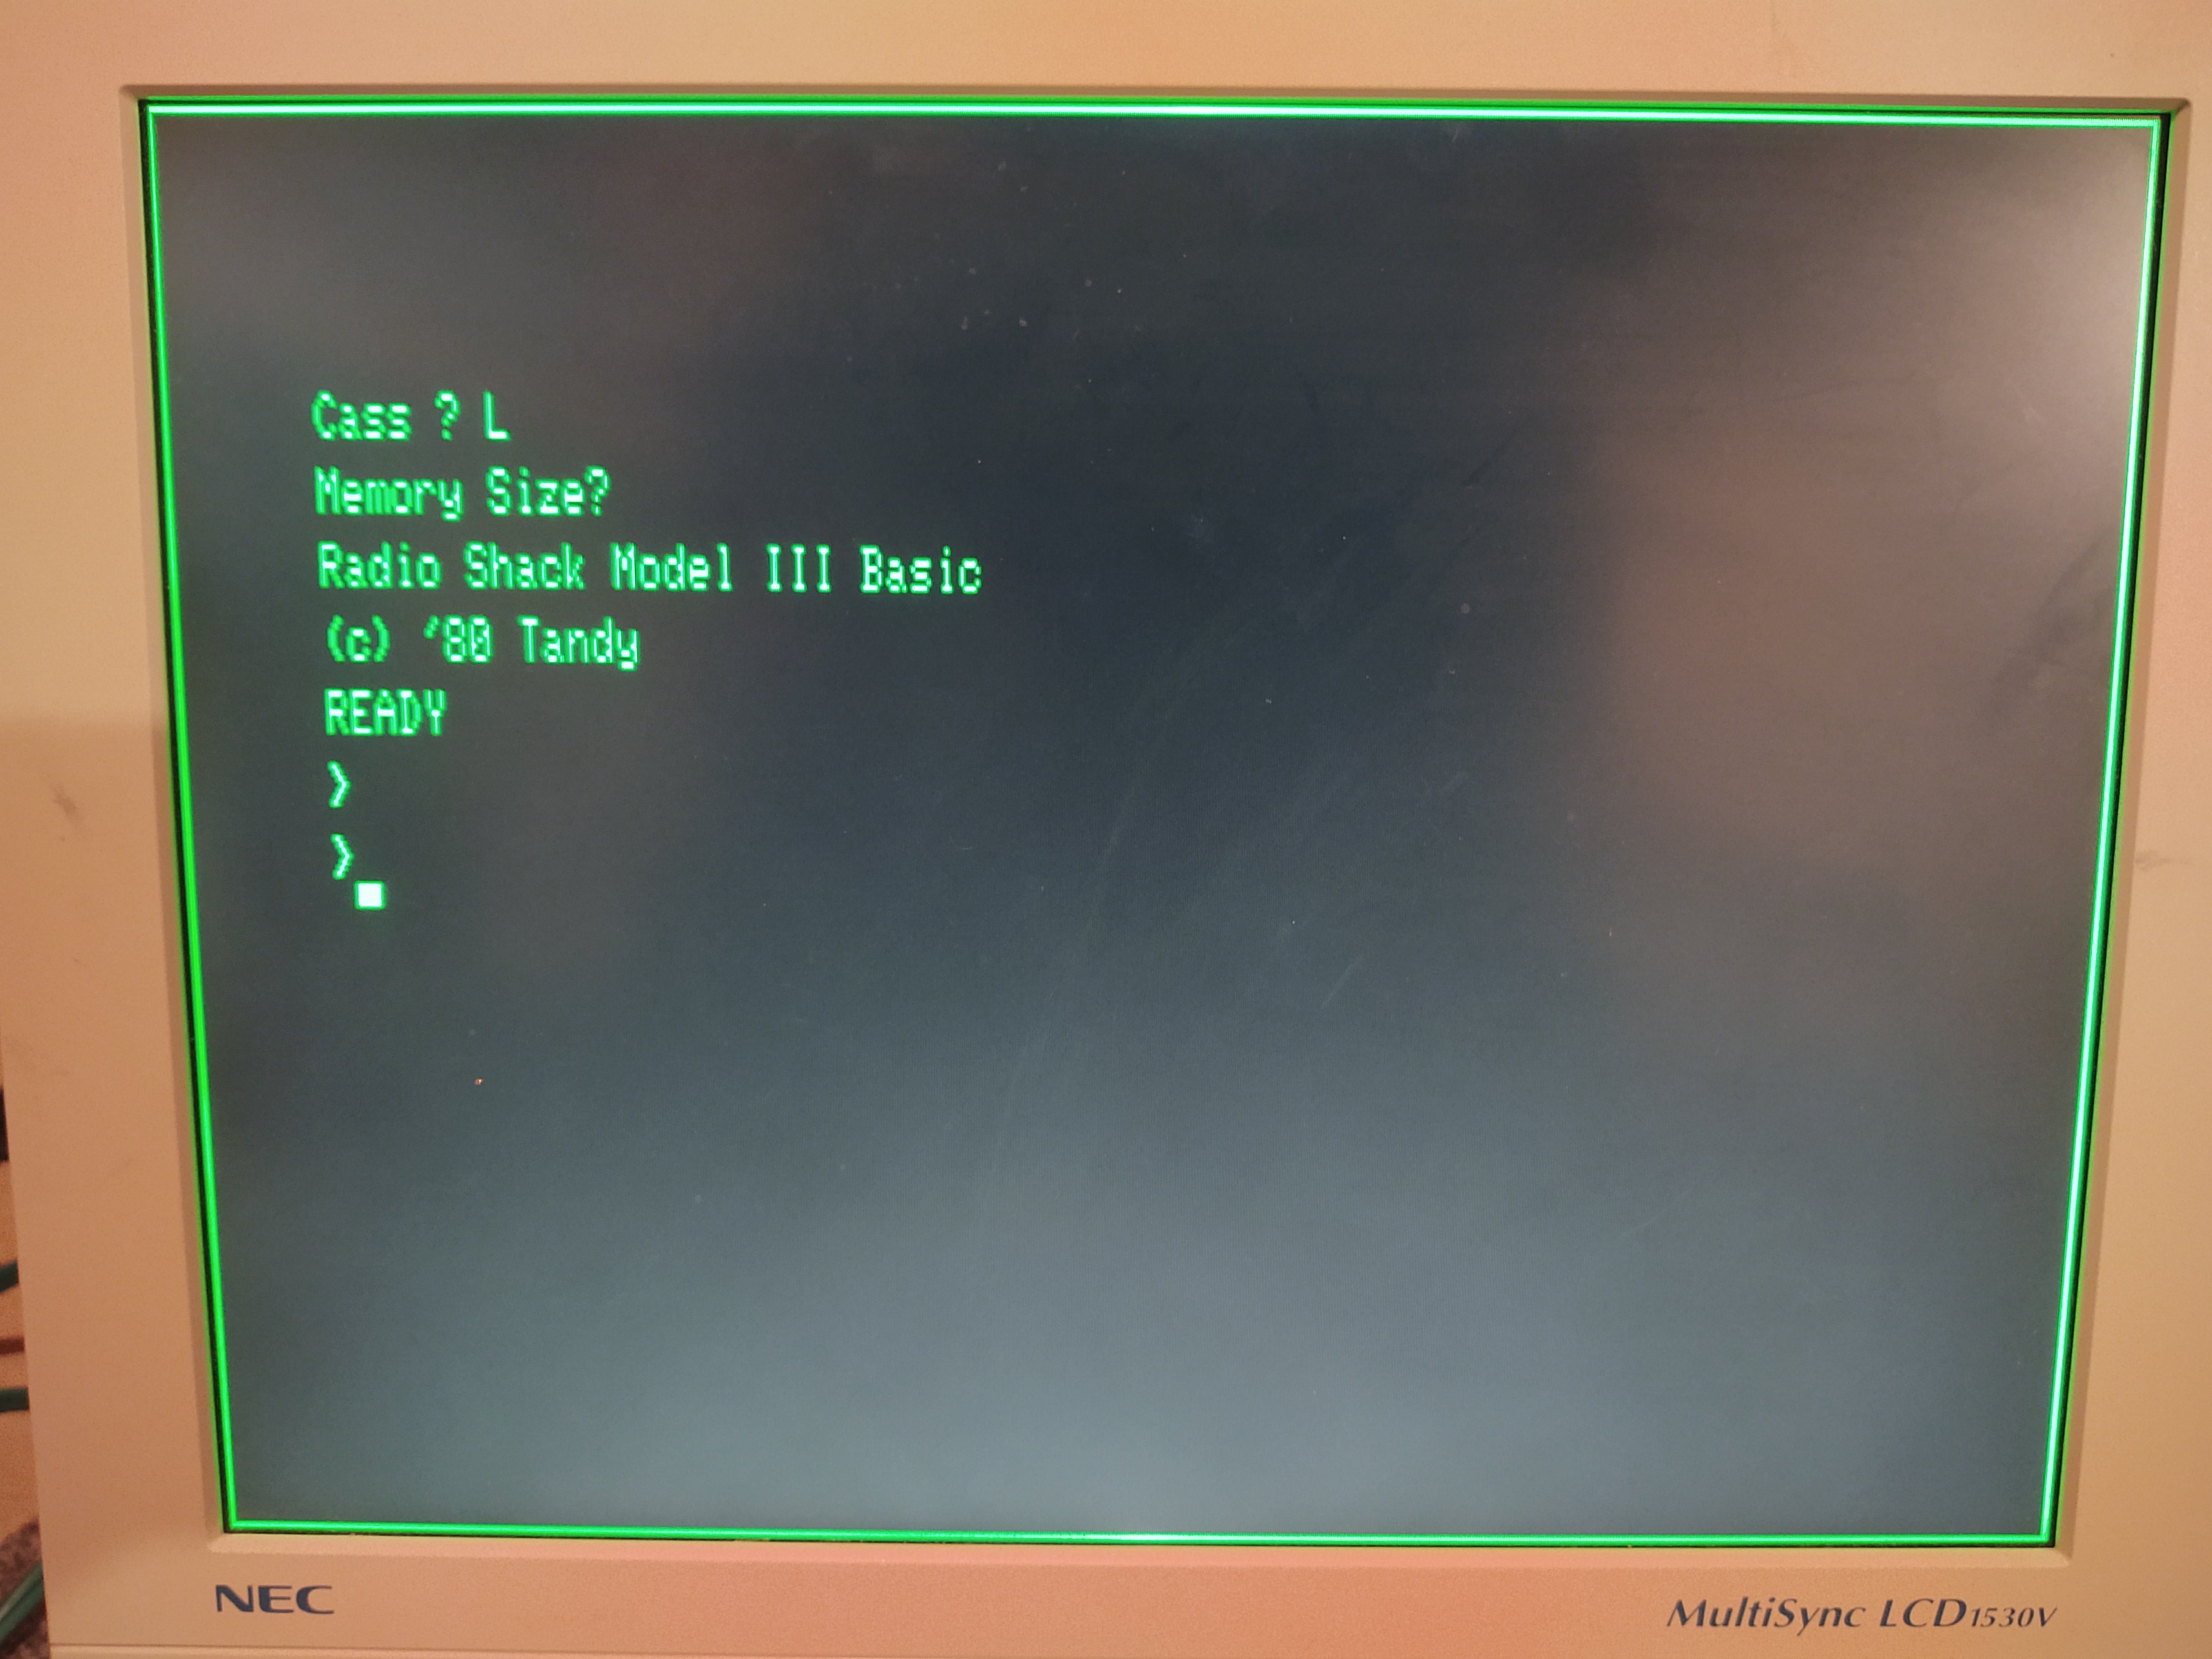 Cass ? L
Memory Size?
Radio Shack Model III Basic
(c) '80 Tandy
READY
>
>
NEC
MultiSync LCD1530V